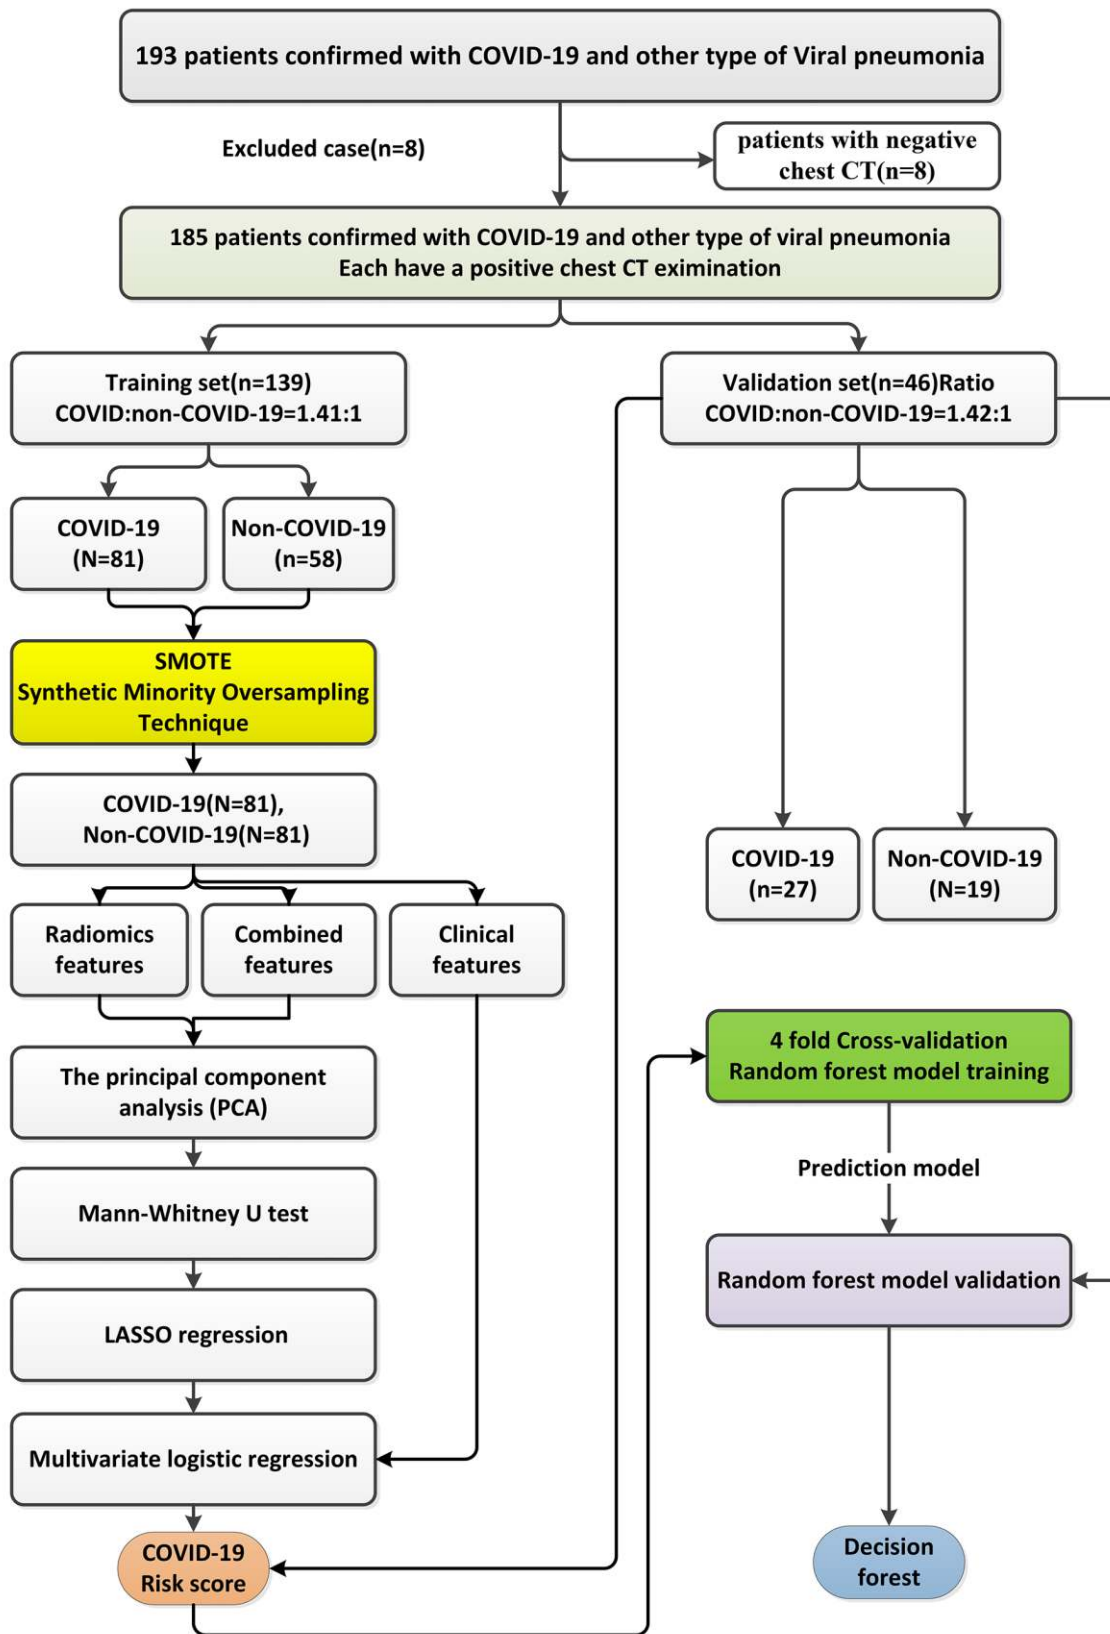 193 patients confirmed with COVID-19 and other type of Viral pneumonia
Excluded case(n=8)
patients with negative
chest CT(n=8)
185 patients confirmed with COVID-19 and other type of viral pneumonia
Each have a positive chest CT eximination
Training set(n=139)
COVID:non-COVID-19=1.41:1
Validation set(n=46)Ratio
COVID:non-COVID-19=1.42:1
COVID-19
(N=81)
Non-COVID-19
(n=58)
SMOTE
Synthetic Minority Oversampling
Technique
COVID-19(N=81),
Non-COVID-19(N=81)
COVID-19
(n=27)
Non-COVID-19
(N=19)
Radiomics
features
Combined
features
Clinical
features
The principal component
analysis (PCA)
Mann-Whitney U test
LASSO regression
Multivariate logistic regression
COVID-19
Risk score
4 fold Cross-validation
Random forest model training
Prediction model
Random forest model validation
Decision
forest